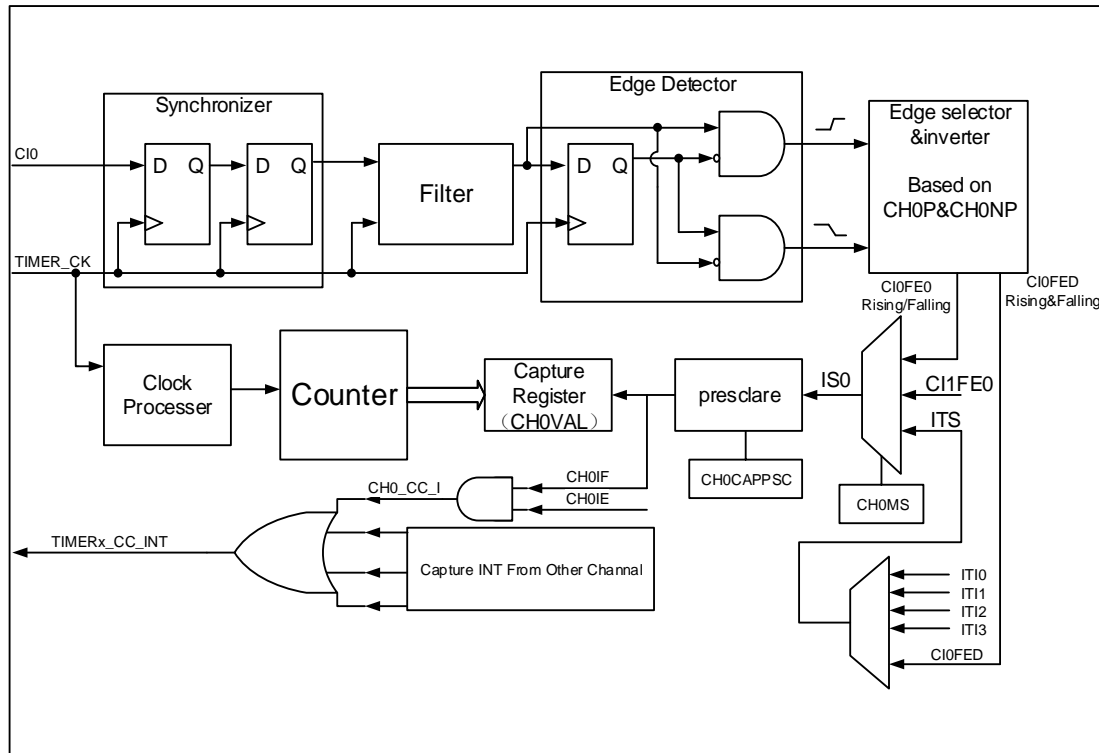 Synchronizer
Edge Detector
Edge selector
&inverter
Based on
CH0P&CH0NP
CI0
D Q
D Q
Filter
D Q
TIMER_CK
CI0FE0
Rising/Falling
CI0FED
Rising&Falling
Clock
Processer
Counter
Capture
Register
（CH0VAL）
presclare
IS0
CI1FE0
ITS
CH0CAPPSC
CH0MS
CH0_CC_I
CH0IF
CH0IE
TIMERx_CC_INT
Capture INT From Other Channel
ITI0
ITI1
ITI2
ITI3
CI0FED